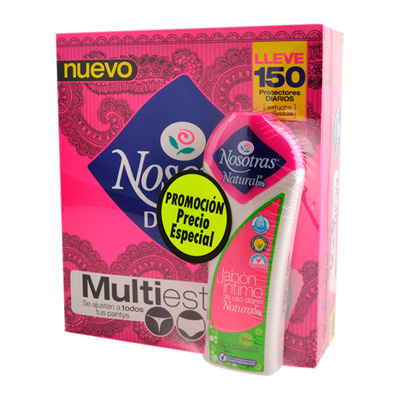 nuevo
LLEVE
150
Protectores
DIARIOS
Nosotras
Natural
PROMOCIÓN
Precio
Especial
Jabón
íntimo
de uso diario
Natural
Multiest
Se ajustan a todos
tus pantys